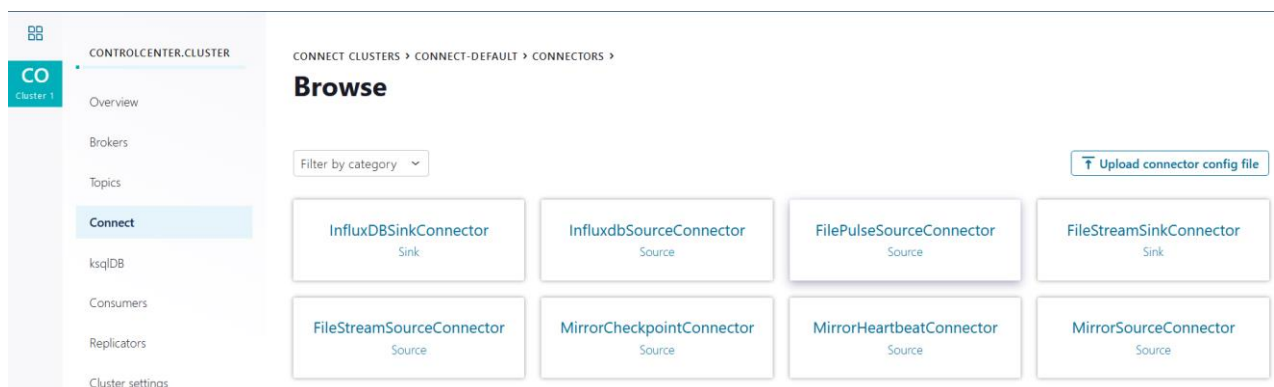 CONTROLCENTER.CLUSTER
CO
Cluster 1
Overview
Brokers
Topics
Connect
ksqlDB
Consumers
Replicators
Cluster settings
CONNECT CLUSTERS > CONNECT-DEFAULT > CONNECTORS >
Browse
Filter by category
Upload connector config file
InfluxDBSinkConnector
Sink
InfluxdbSourceConnector
Source
FilePulseSourceConnector
Source
FileStreamSinkConnector
Sink
FileStreamSourceConnector
Source
MirrorCheckpointConnector
Source
MirrorHeartbeatConnector
Source
MirrorSourceConnector
Source